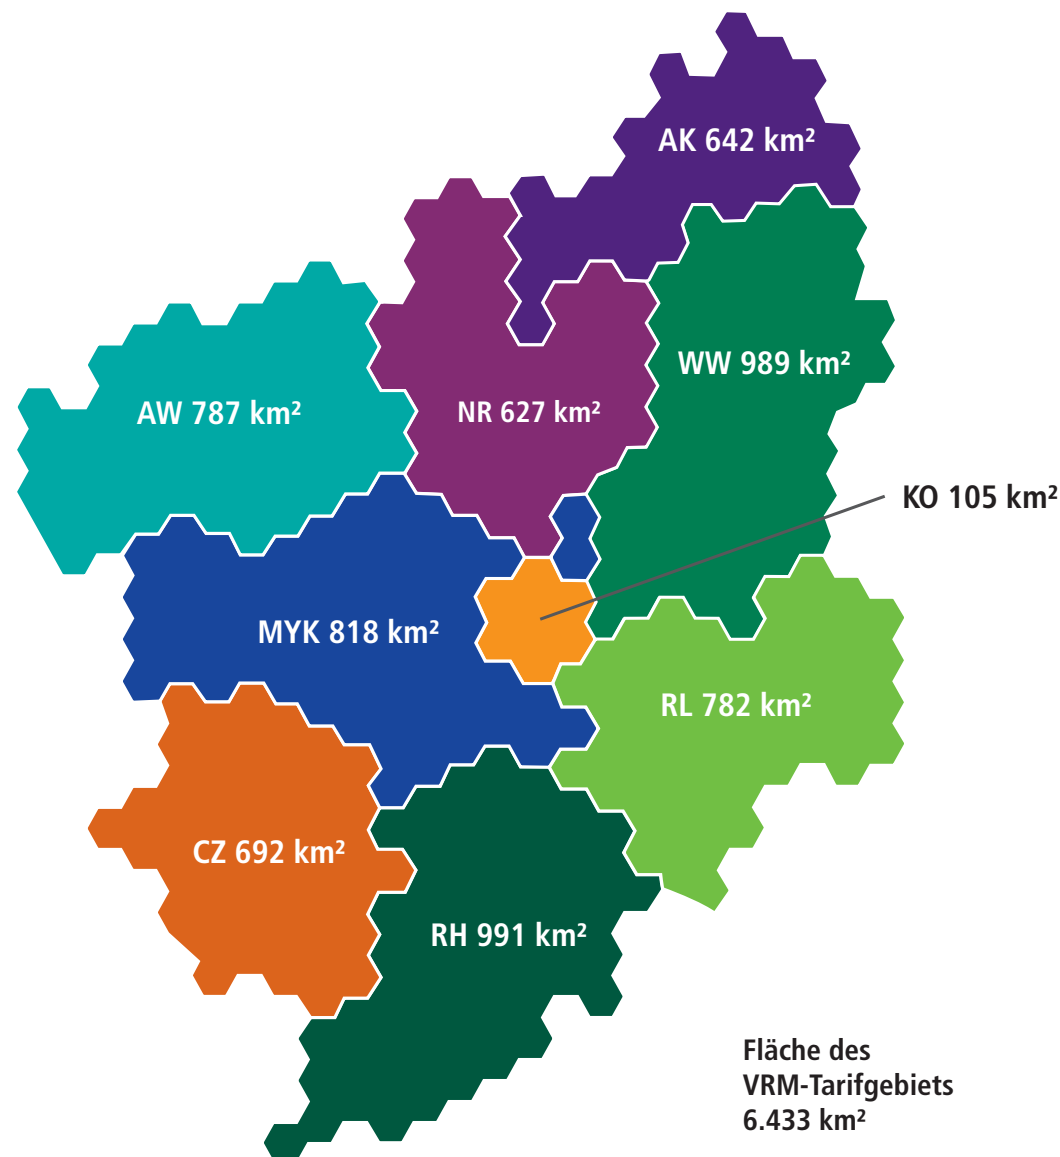 AK 642 km²
WW 989 km²
AW 787 km²
NR 627 km²
KO 105 km²
MYK 818 km²
RL 782 km²
CZ 692 km²
RH 991 km²
Fläche des
VRM-Tarifgebiets
6.433 km²